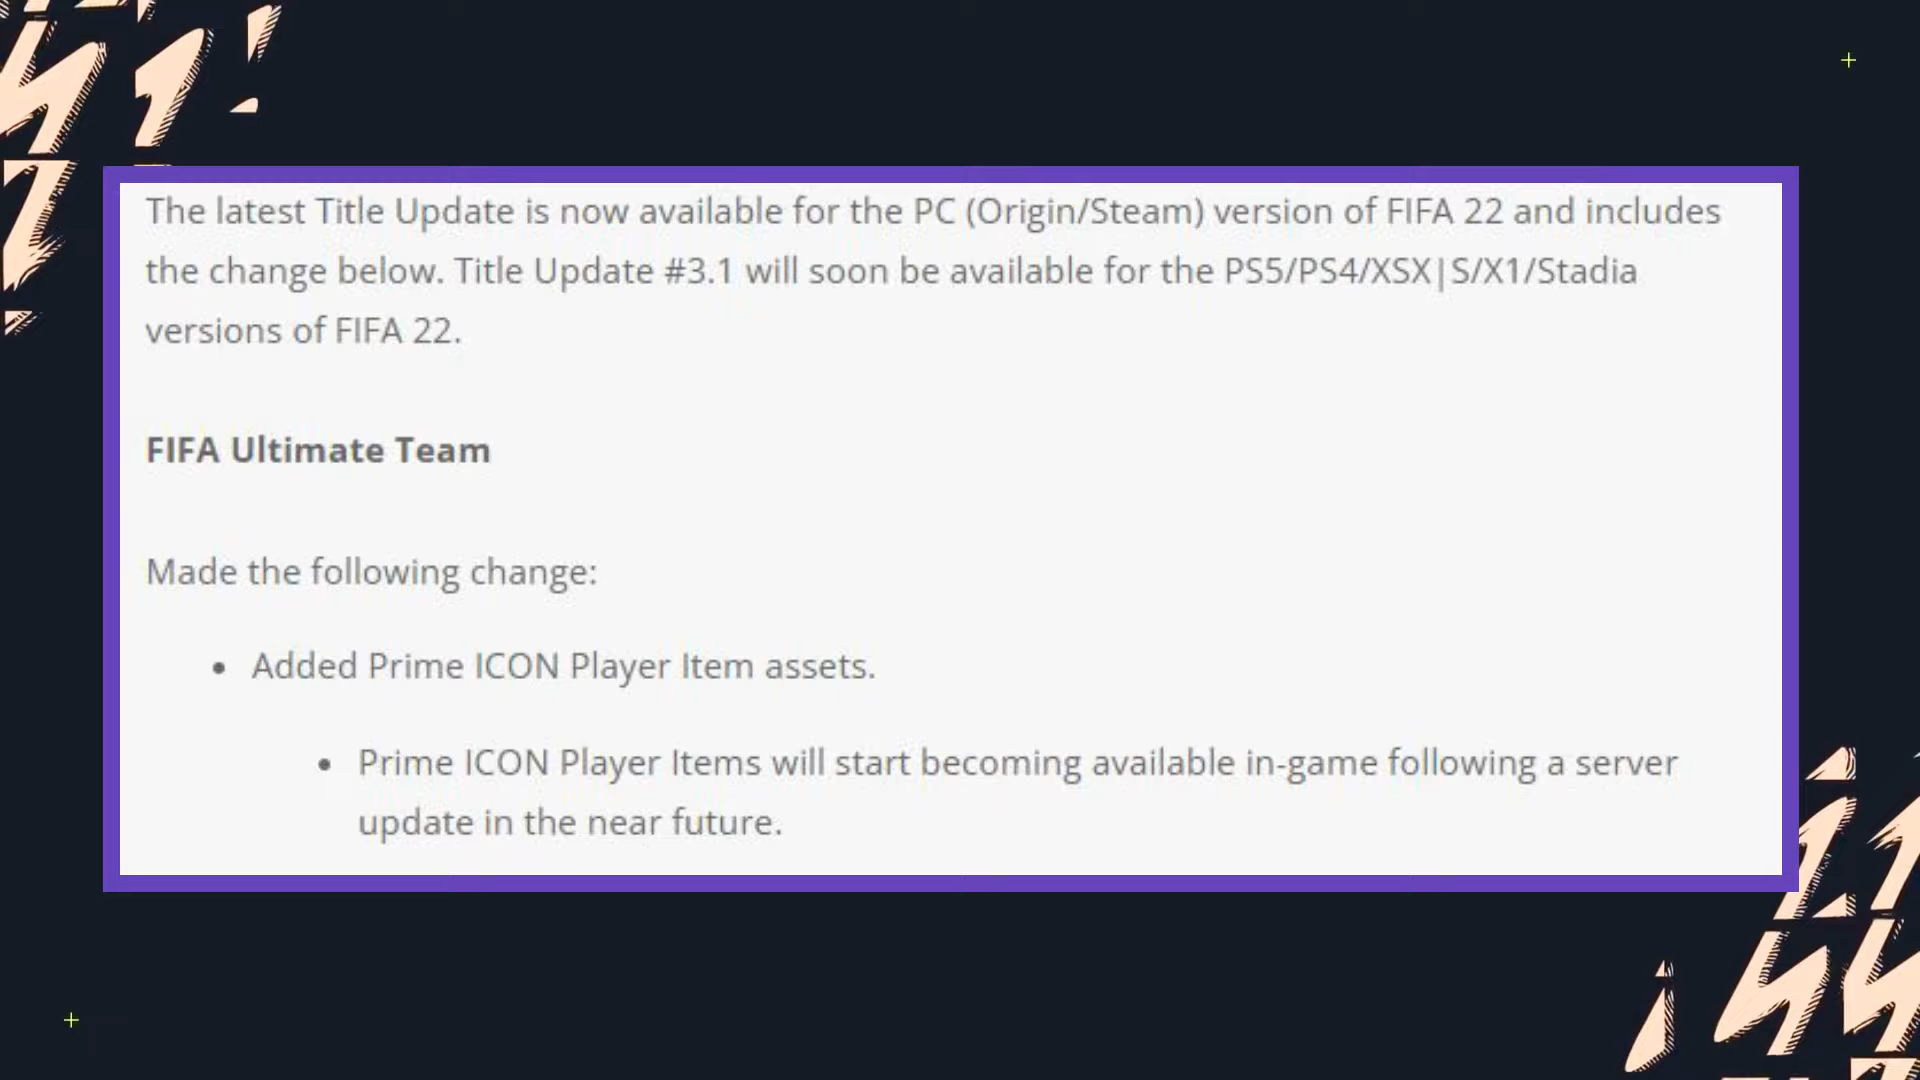 The latest Title Update is now available for the PC (Origin/Steam) version of FIFA 22 and includes
the change below. Title Update #3.1 will soon be available for the PS5/PS4/XSX|S/X1/Stadia
versions of FIFA 22.
FIFA Ultimate Team
Made the following change:
• Added Prime ICON Player Item assets.
• Prime ICON Player Items will start becoming available in-game following a server
update in the near future.